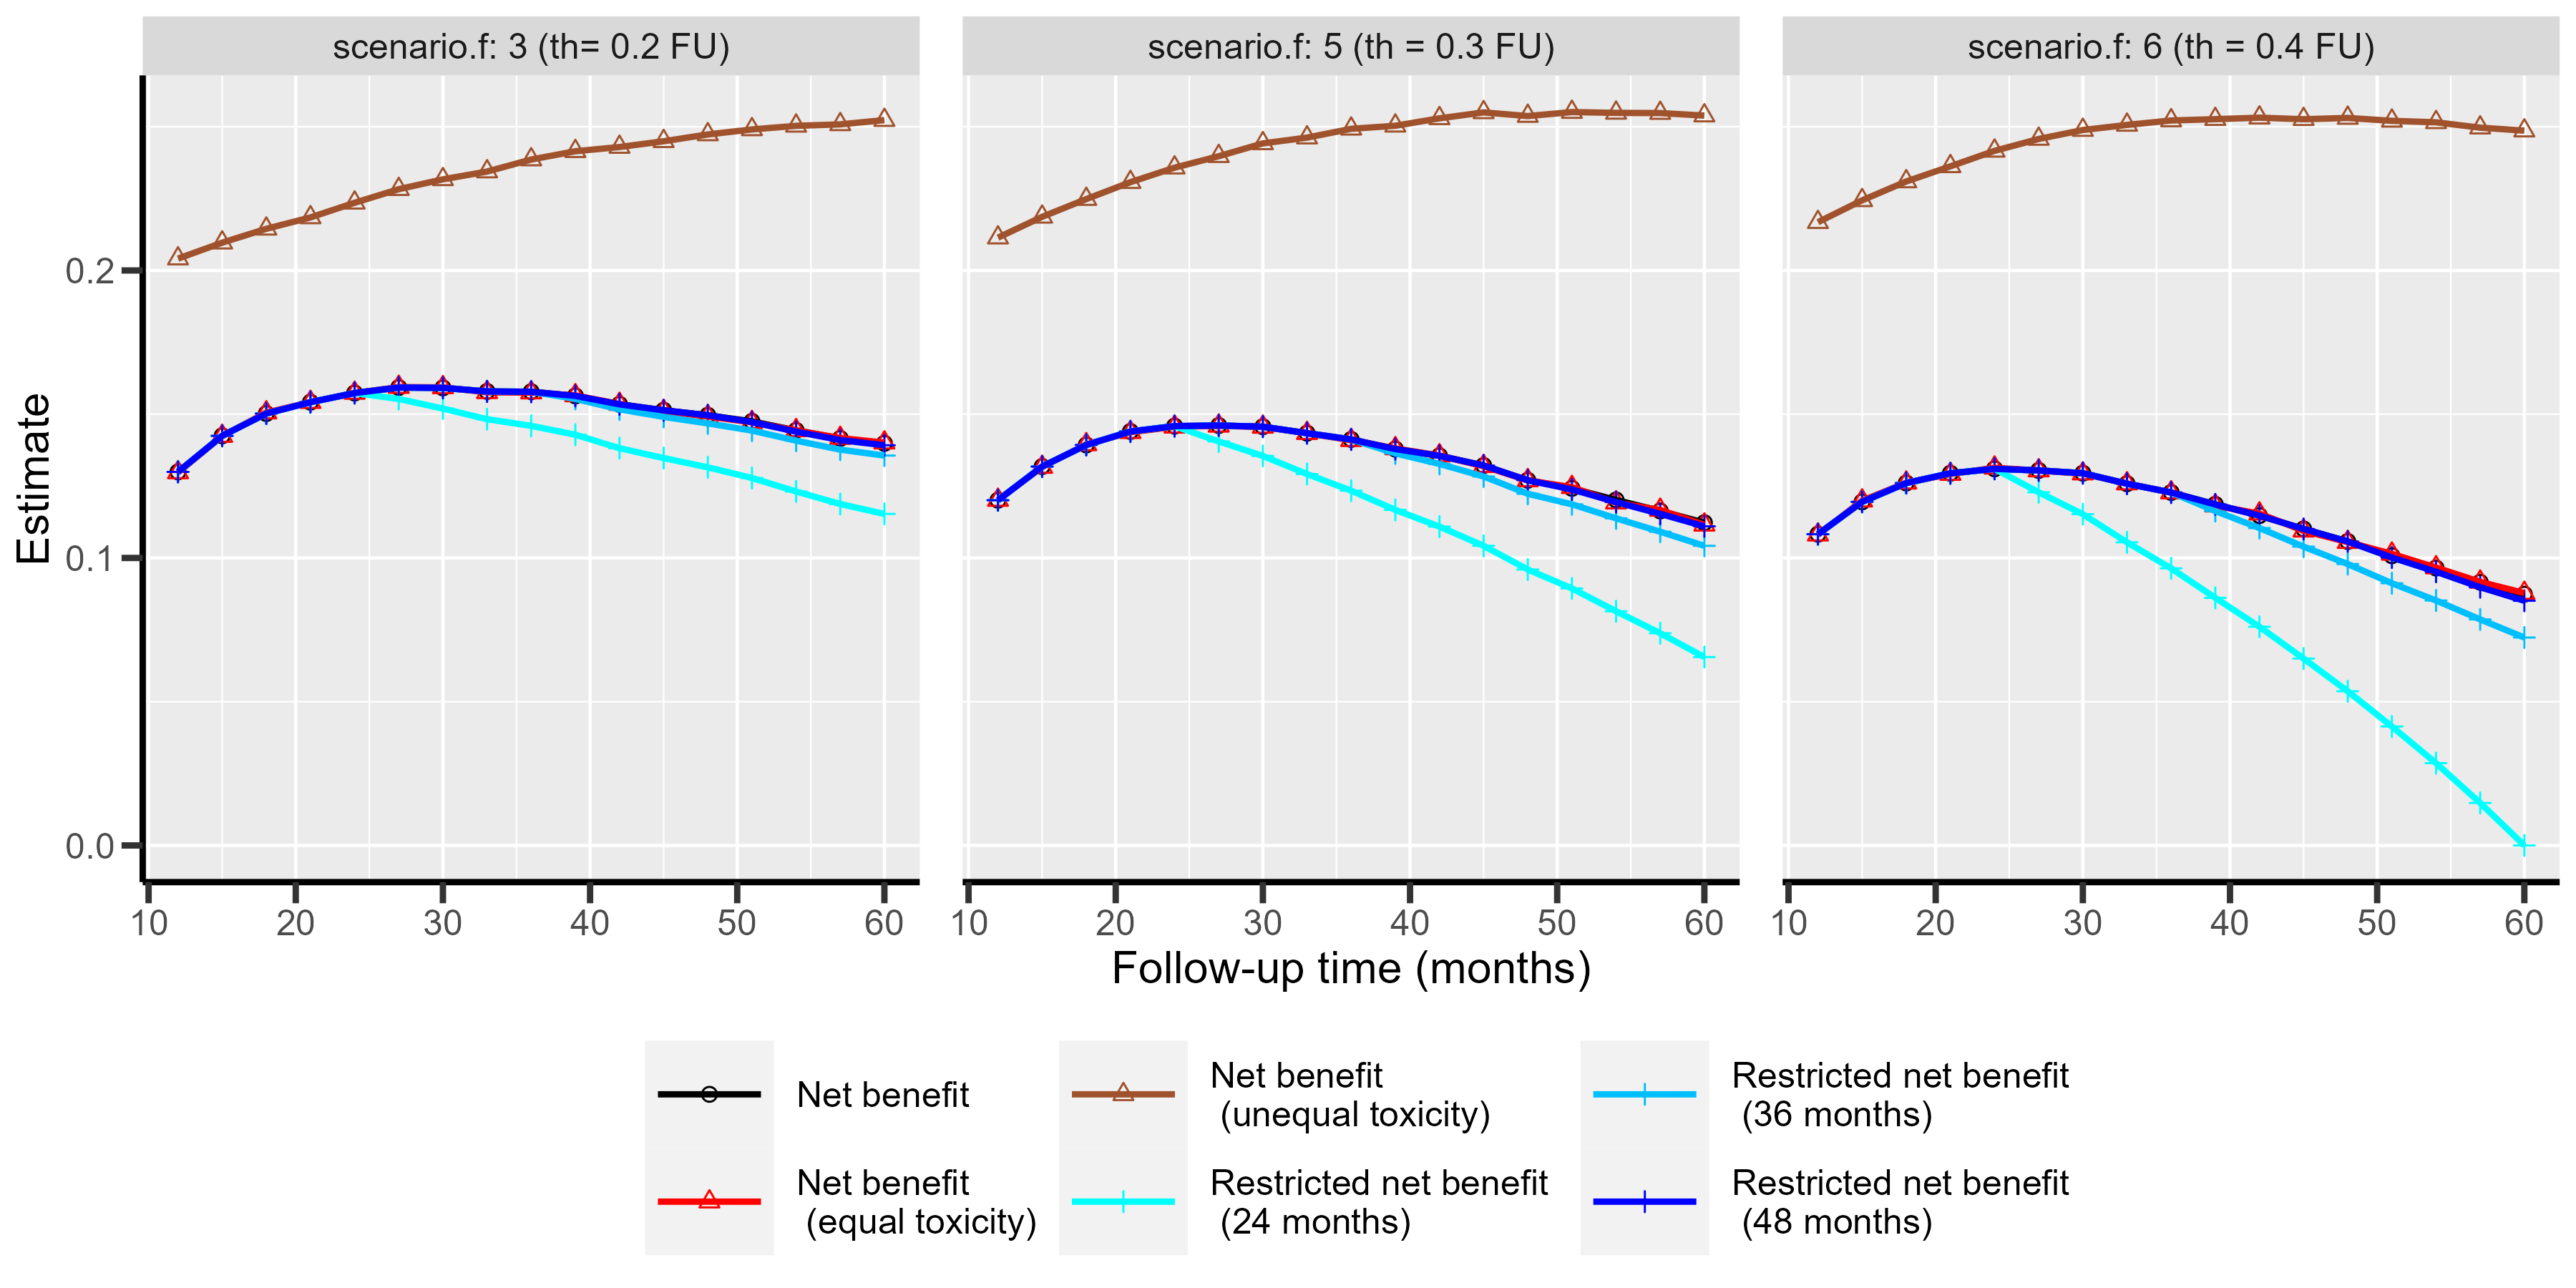 scenario.f: 3 (th= 0.2 FU)
scenario.f: 5 (th = 0.3 FU)
scenario.f: 6 (th = 0.4 FU)
Estimate
0.2
0.1
0.0
10 20 30 40 50 60
10 20 30 40 50 60
10 20 30 40 50 60
Follow-up time (months)
Net benefit
Net benefit
(equal toxicity)
Net benefit
(unequal toxicity)
Restricted net benefit
(24 months)
Restricted net benefit
(36 months)
Restricted net benefit
(48 months)